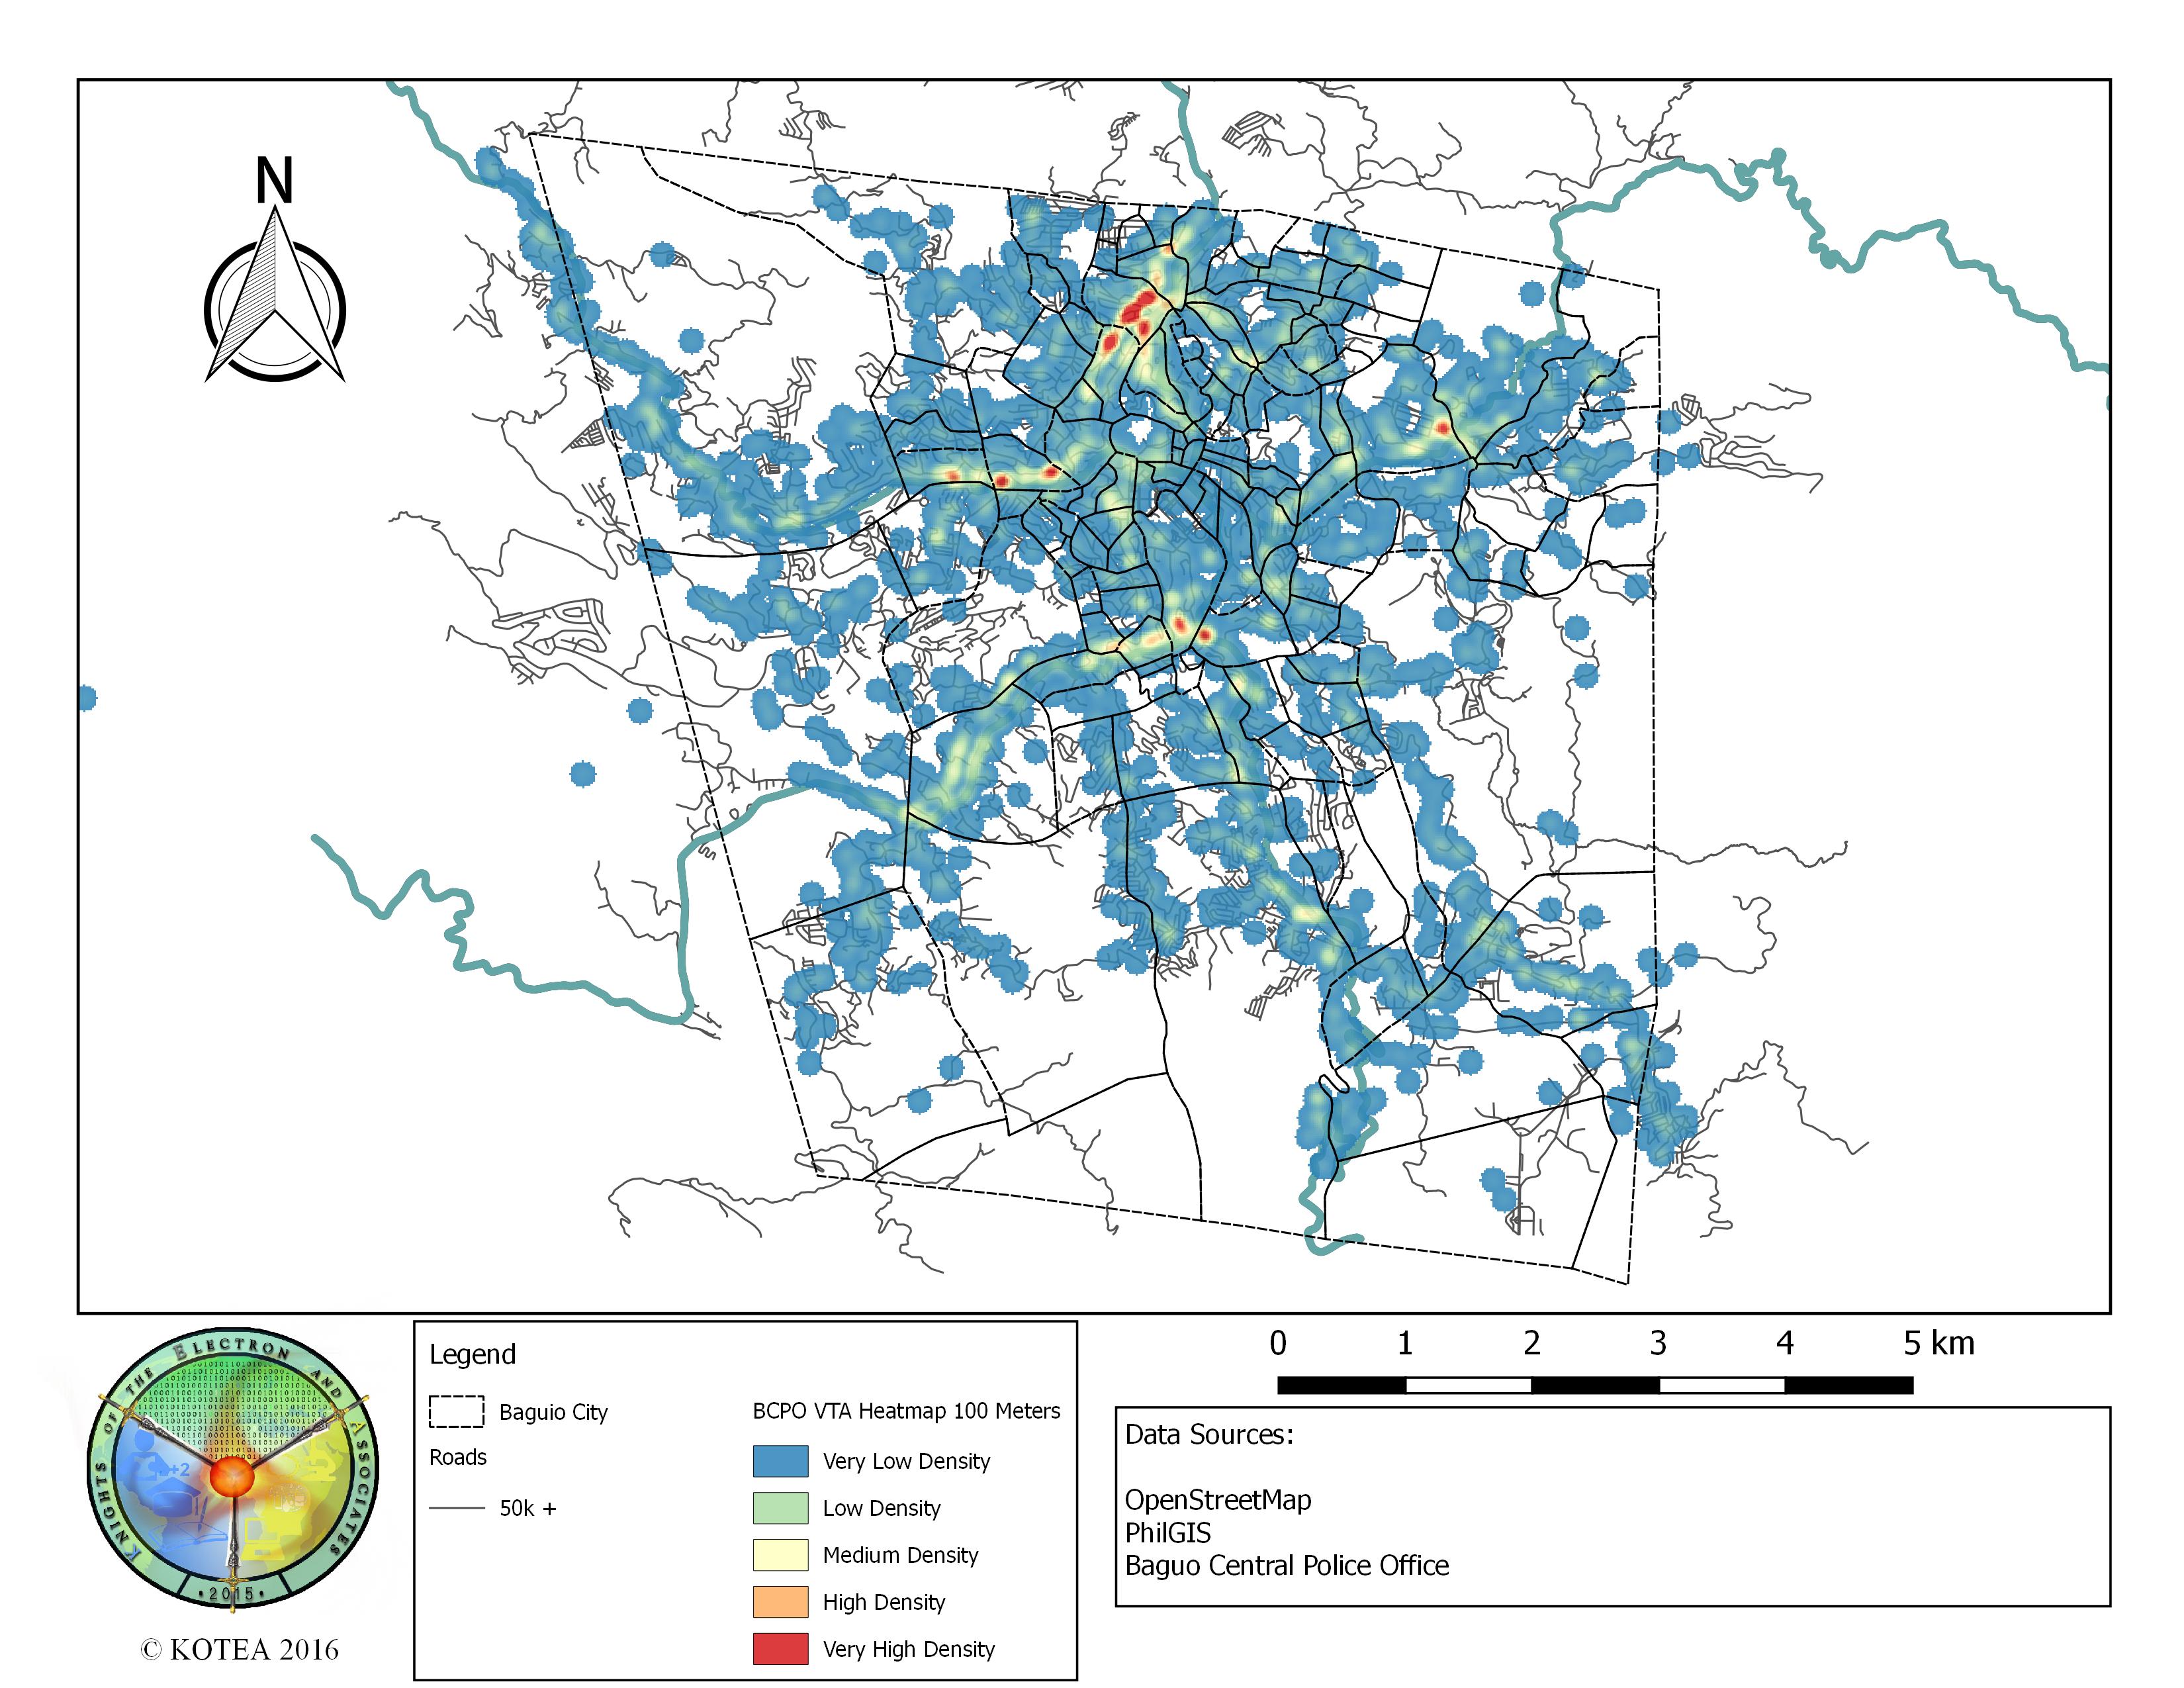 N
0 1 2 3 4 5 km
Legend
Baguio City
Roads
50k +
BCPO VTA Heatmap 100 Meters
Very Low Density
Low Density
Medium Density
High Density
Very High Density
Data Sources:
OpenStreetMap
PhilGIS
Baguo Central Police Office
KNIGHTS OF THE ELECTRON AND ASSOCIATES
·2015·
© KOTEA 2016